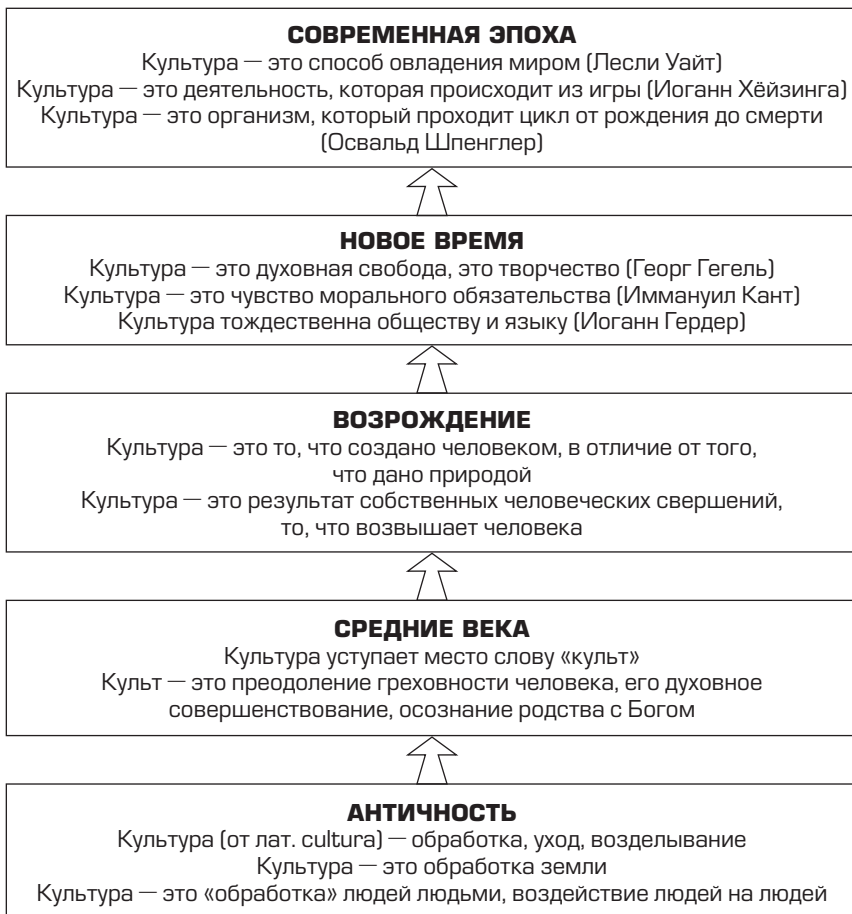 СОВРЕМЕННАЯ ЭПОХА
Культура — это способ овладения миром (Лесли Уайт)
Культура — это деятельность, которая происходит из игры (Иоганн Хёйзинга)
Культура — это организм, который проходит цикл от рождения до смерти
(Освальд Шпенглер)
НОВОЕ ВРЕМЯ
Культура — это духовная свобода, это творчество (Георг Гегель)
Культура — это чувство морального обязательства (Иммануил Кант)
Культура тождественна обществу и языку (Иоганн Гердер)
ВОЗРОЖДЕНИЕ
Культура — это то, что создано человеком, в отличие от того,
что дано природой
Культура — это результат собственных человеческих свершений,
то, что возвышает человека
СРЕДНИЕ ВЕКА
Культура уступает место слову «культ»
Культ — это преодоление греховности человека, его духовное
совершенствование, осознание родства с Богом
АНТИЧНОСТЬ
Культура (от лат. cultura) — обработка, уход, возделывание
Культура — это обработка земли
Культура — это «обработка» людей людьми, воздействие людей на людей